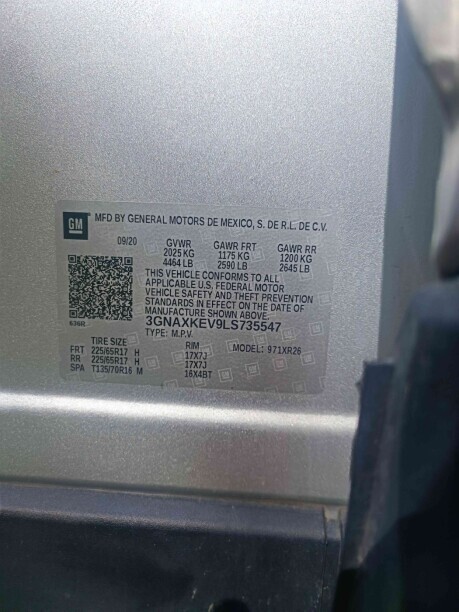 GM MFD BY GENERAL MOTORS DE MEXICO, S. DE R.L. DE C.V.
09/20 GVWR GAWR FRT GAWR RR
2025 KG 1175 KG 1200 KG
4464 LB 2590 LB 2645 LB
THIS VEHICLE CONFORMS TO ALL
APPLICABLE U.S. FEDERAL MOTOR
VEHICLE SAFETY AND THEFT PREVENTION
STANDARDS IN EFFECT ON THE DATE OF
MANUFACTURE SHOWN ABOVE.
636R 3GNAXKEV9LS735547
TYPE: M.P.V. MODEL: 971XR26
TIRE SIZE RIM
FRT 225/65R17 H 17X7J
RR 225/65R17 H 17X7J
SPA T125/70R16 M 16X4BT